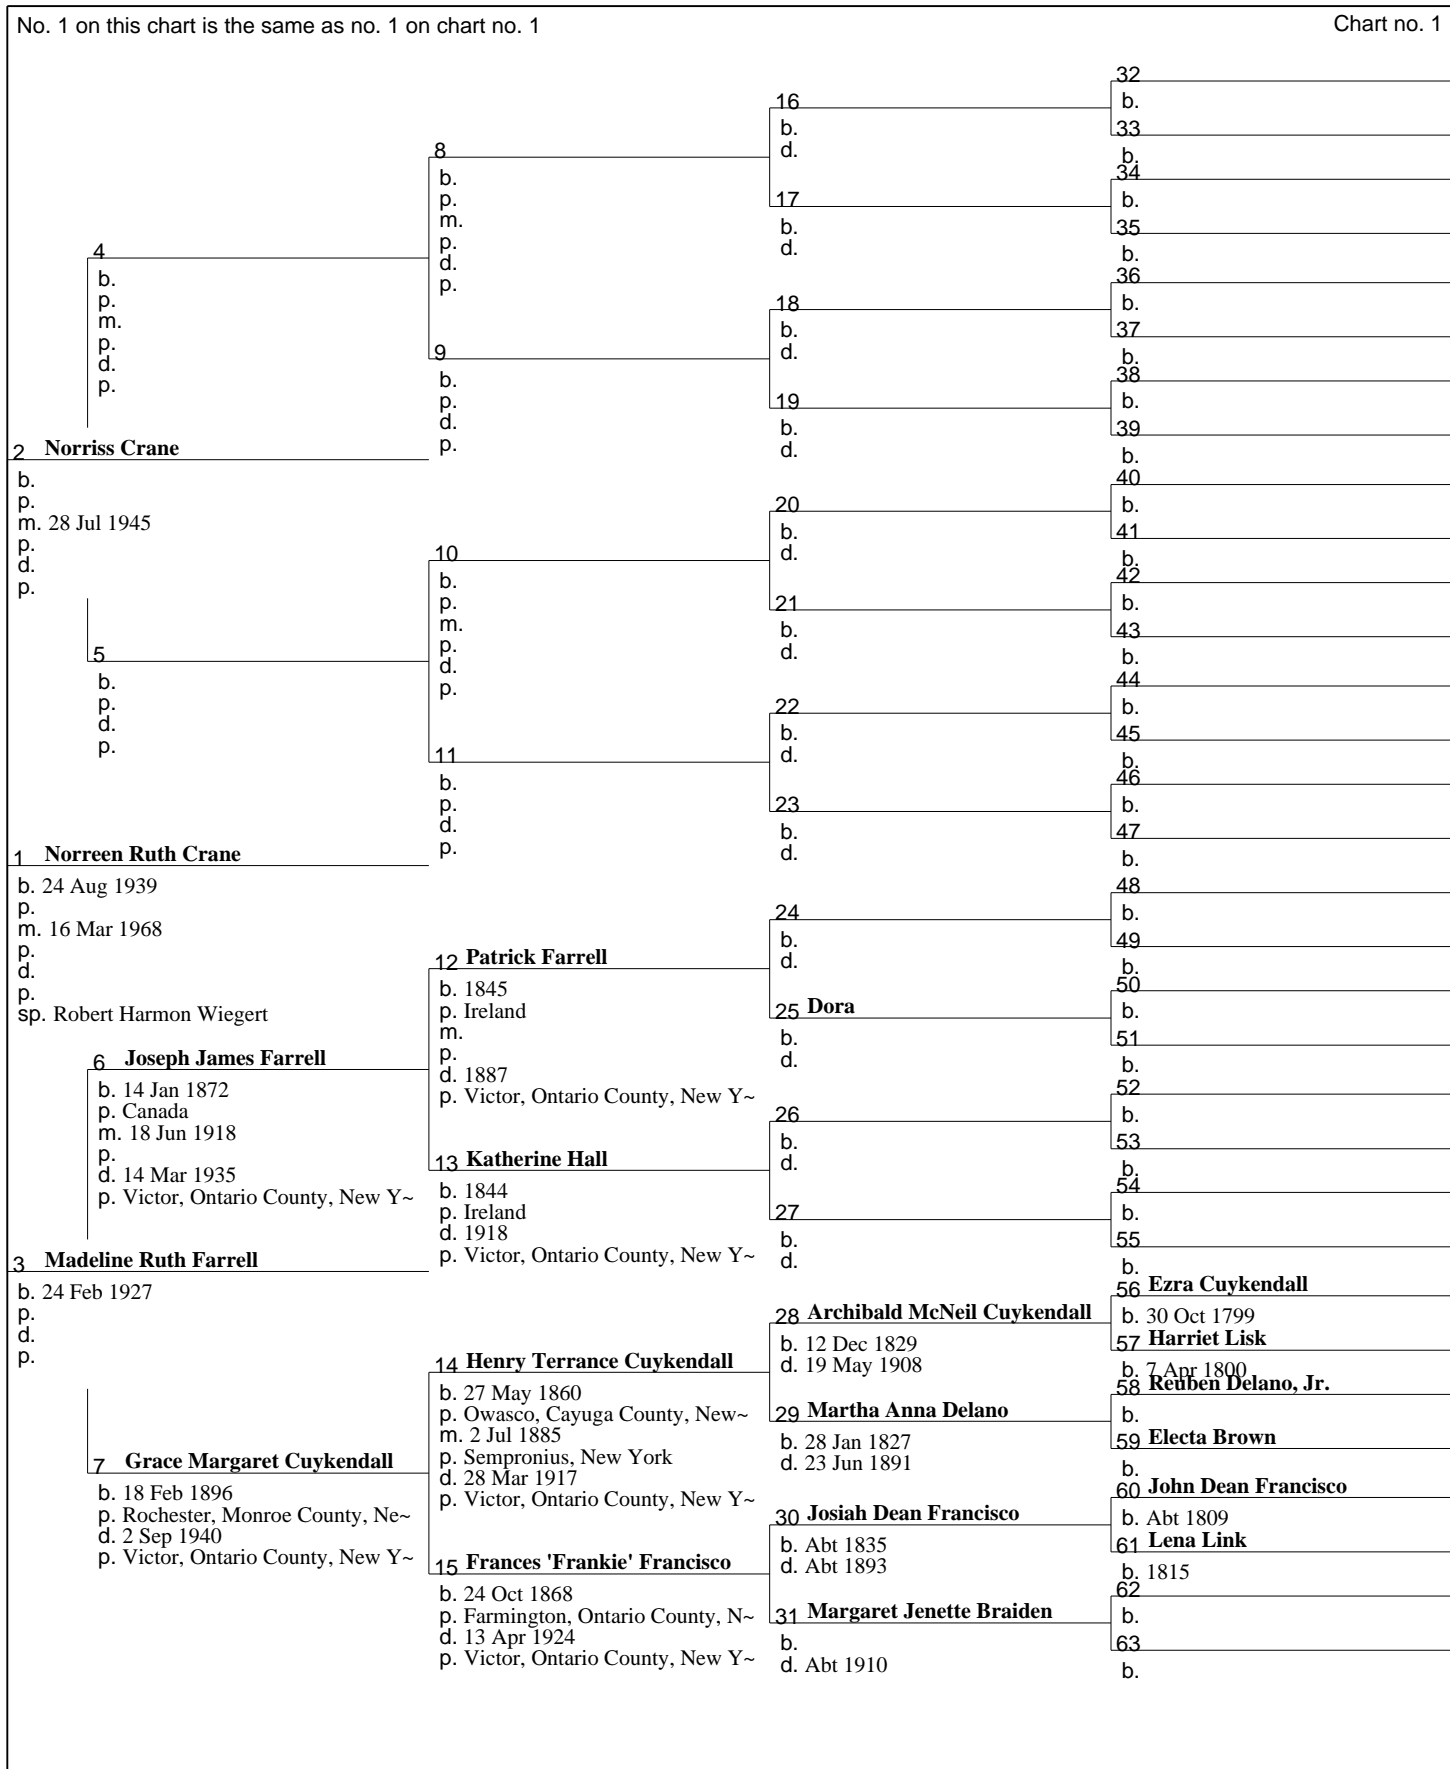 No. 1 on this chart is the same as no. 1 on chart no. 1
Chart no. 1
2 Norriss Crane
b.
p.
m. 28 Jul 1945
p.
d.
p.
1 Norreen Ruth Crane
b. 24 Aug 1939
p.
m. 16 Mar 1968
p.
d.
p.
sp. Robert Harmon Wiegert
3 Madeline Ruth Farrell
b. 24 Feb 1927
p.
d.
p.
4
b.
p.
m.
p.
d.
p.
5
b.
p.
d.
p.
6 Joseph James Farrell
b. 14 Jan 1872
p. Canada
m. 18 Jun 1918
p.
d. 14 Mar 1935
p. Victor, Ontario County, New Y~
7 Grace Margaret Cuykendall
b. 18 Feb 1896
p. Rochester, Monroe County, Ne~
d. 2 Sep 1940
p. Victor, Ontario County, New Y~
8
b.
p.
m.
p.
d.
p.
9
b.
p.
d.
p.
10
b.
p.
m.
p.
d.
p.
11
b.
p.
d.
p.
12 Patrick Farrell
b. 1845
p. Ireland
m.
p.
d. 1887
p. Victor, Ontario County, New Y~
13 Katherine Hall
b. 1844
p. Ireland
d. 1918
p. Victor, Ontario County, New Y~
14 Henry Terrance Cuykendall
b. 27 May 1860
p. Owasco, Cayuga County, New~
m. 2 Jul 1885
p. Sempronius, New York
d. 28 Mar 1917
p. Victor, Ontario County, New Y~
15 Frances 'Frankie' Francisco
b. 24 Oct 1868
p. Farmington, Ontario County, N~
d. 13 Apr 1924
p. Victor, Ontario County, New Y~
16
b.
d.
17
b.
d.
18
b.
d.
19
b.
d.
20
b.
d.
21
b.
d.
22
b.
d.
23
b.
d.
24
b.
d.
25 Dora
b.
d.
26
b.
d.
27
b.
d.
28 Archibald McNeil Cuykendall
b. 12 Dec 1829
d. 19 May 1908
29 Martha Anna Delano
b. 28 Jan 1827
d. 23 Jun 1891
30 Josiah Dean Francisco
b. Abt 1835
d. Abt 1893
31 Margaret Jenette Braiden
b.
d. Abt 1910
32
b.
33
b.
34
b.
35
b.
36
b.
37
b.
38
b.
39
b.
40
b.
41
b.
42
b.
43
b.
44
b.
45
b.
46
b.
47
b.
48
b.
49
b.
50
b.
51
b.
52
b.
53
b.
54
b.
55
b.
56 Ezra Cuykendall
b. 30 Oct 1799
57 Harriet Lisk
b. 7 Apr 1800
58 Reuben Delano, Jr.
b.
59 Electa Brown
b.
60 John Dean Francisco
b. Abt 1809
61 Lena Link
b. 1815
62
b.
63
b.